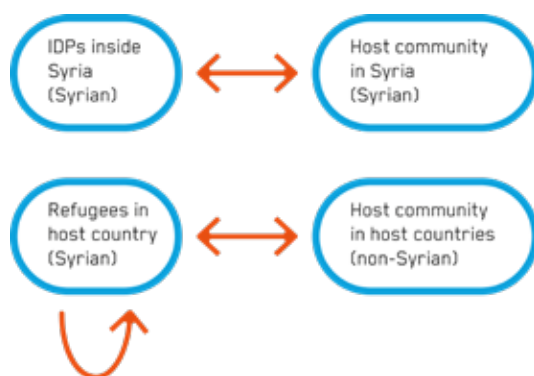 IDPs inside
Syria
(Syrian)
Host community
in Syria
(Syrian)
Refugees in
host country
(Syrian)
Host community
in host countries
(non-Syrian)